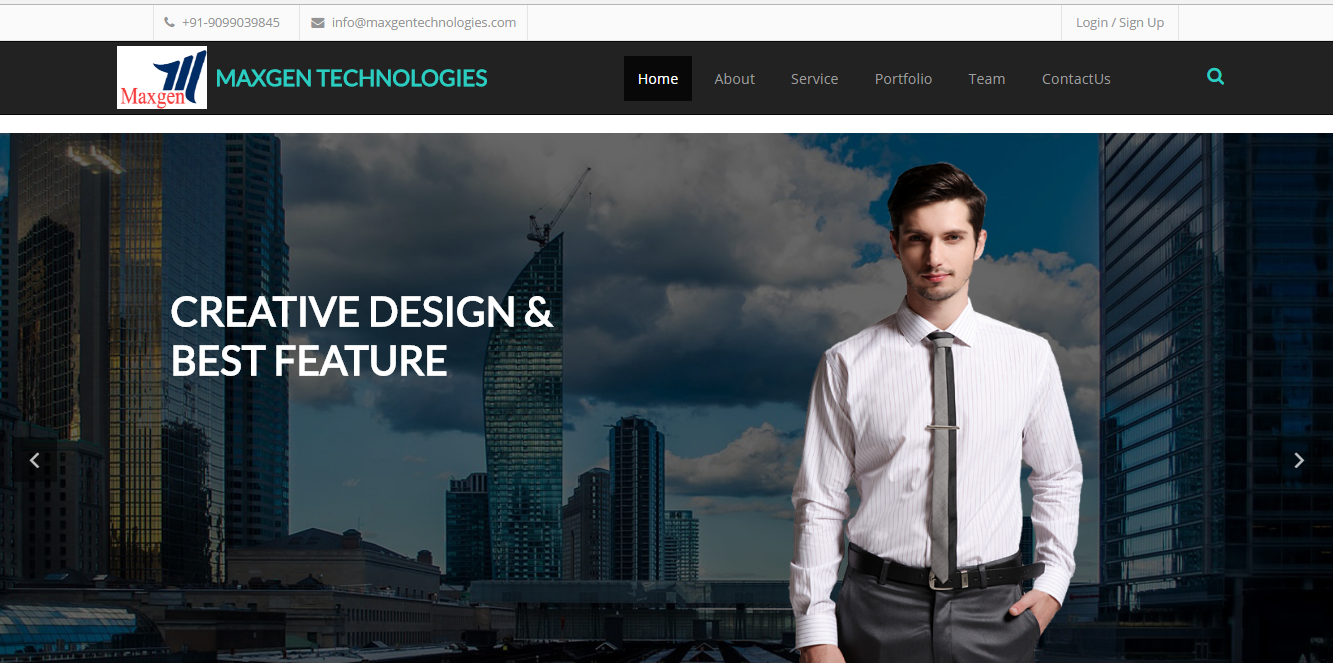 +91-9099039845
info@maxgentechnologies.com
Login / Sign Up
Maxgen
MAXGEN TECHNOLOGIES
Home
About
Service
Portfolio
Team
ContactUs
CREATIVE DESIGN &
BEST FEATURE